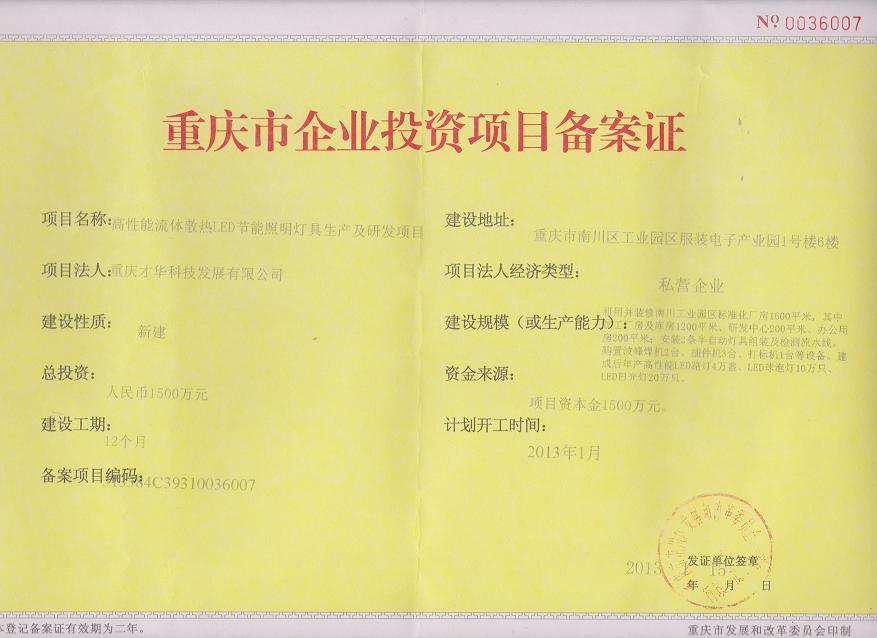 № 0036007
重庆市企业投资项目备案证
项目名称: 高性能流体散热LED节能照明灯具生产及研发项目
项目法人: 重庆才华科技发展有限公司
建设性质: 新建
总投资: 人民币1500万元
建设工期: 12个月
备案项目编码: 4C39310036007
建设地址: 重庆市南川区工业园区服装电子产业园1号楼6楼
项目法人经济类型: 私营企业
建设规模（或生产能力）:
租用并装修南川工业园区标准化厂房1600平米，其中
加工厂房及库房1200平米、研发中心200平米、办公用
房200平米；安装2条半自动灯具组装及检测流水线，
购置波峰焊机2台、插件机3台、打标机1台等设备。建
成后年产高性能LED路灯4万盏、LED球泡灯10万只、
LED日光灯20万只。
资金来源: 项目资本金1500万元。
计划开工时间: 2013年1月
发证单位签章
2013年1月15日
本登记备案证有效期为二年。
重庆市发展和改革委员会印制